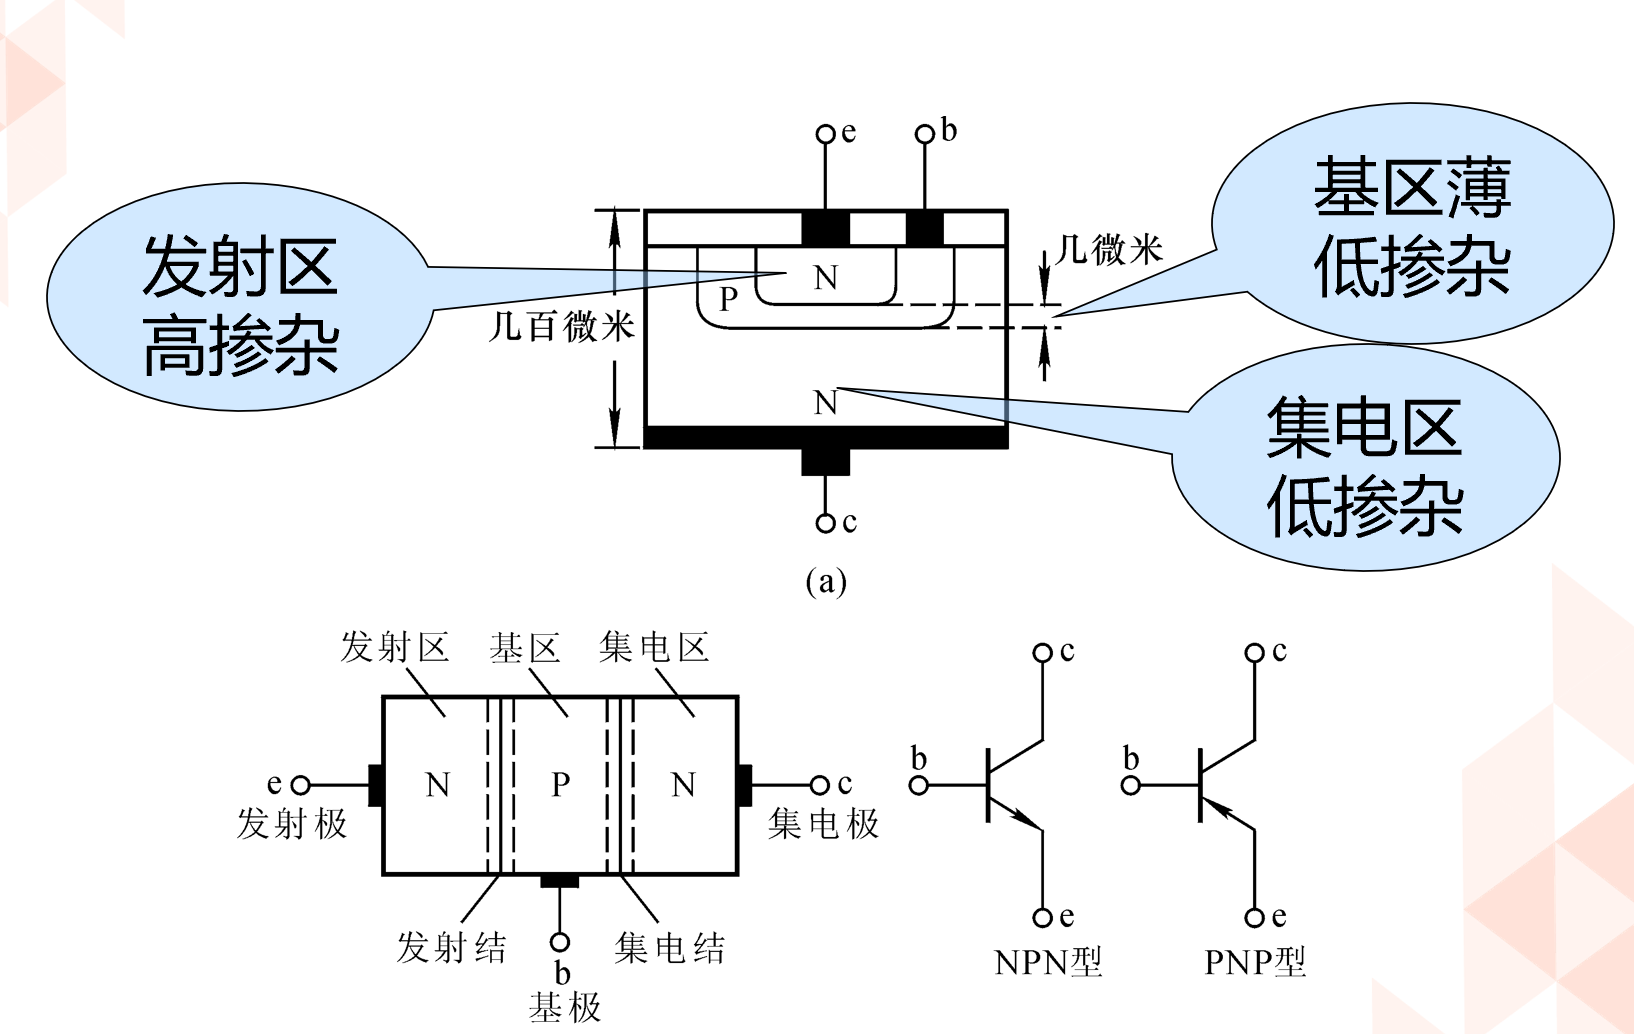 e
b
基区薄
低掺杂
发射区
高掺杂
几微米
N
P
几百微米
N
集电区
低掺杂
c
(a)
发射区 基区 集电区
e
发射极
N
P
N
c
集电极
发射结
b
基极
集电结
c
b
e
NPN型
c
b
e
PNP型